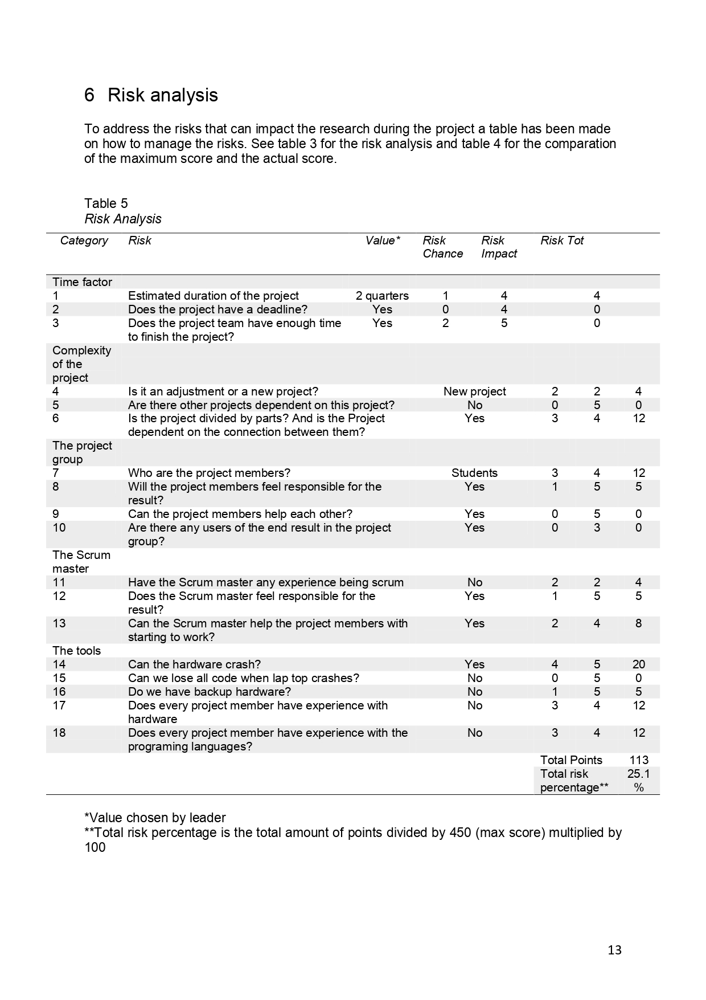 6 Risk analysis
To address the risks that can impact the research during the project a table has been made
on how to manage the risks. See table 3 for the risk analysis and table 4 for the comparation
of the maximum score and the actual score.
Table 5
Risk Analysis
Category Risk Value* Risk Risk Risk Tot
Chance Impact
Time factor
1 Estimated duration of the project 2 quarters 1 4 4
2 Does the project have a deadline? Yes 0 4 0
3 Does the project team have enough time Yes 2 5 0
to finish the project?
Complexity
of the
project
4 Is it an adjustment or a new project? New project 2 2 4
5 Are there other projects dependent on this project? No 0 5 0
6 Is the project divided by parts? And is the Project Yes 3 4 12
dependent on the connection between them?
The project
group
7 Who are the project members? Students 3 4 12
8 Will the project members feel responsible for the Yes 1 5 5
result?
9 Can the project members help each other? Yes 0 5 0
10 Are there any users of the end result in the project Yes 0 3 0
group?
The Scrum
master
11 Have the Scrum master any experience being scrum No 2 2 4
12 Does the Scrum master feel responsible for the Yes 1 5 5
result?
13 Can the Scrum master help the project members with Yes 2 4 8
starting to work?
The tools
14 Can the hardware crash? Yes 4 5 20
15 Can we lose all code when lap top crashes? No 0 5 0
16 Do we have backup hardware? No 1 5 5
17 Does every project member have experience with No 3 4 12
hardware
18 Does every project member have experience with the No 3 4 12
programing languages?
Total Points 113
Total risk 25.1
percentage** %
*Value chosen by leader
**Total risk percentage is the total amount of points divided by 450 (max score) multiplied by
100
13